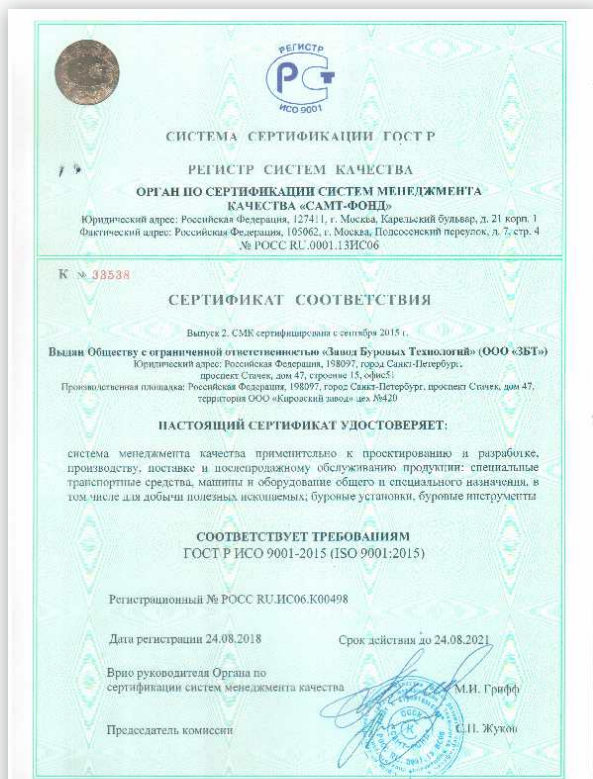 РЕГИСТР
РСТ
ИСО 9001
СИСТЕМА СЕРТИФИКАЦИИ ГОСТ Р
РЕГИСТР СИСТЕМ КАЧЕСТВА
ОРГАН ПО СЕРТИФИКАЦИИ СИСТЕМ МЕНЕДЖМЕНТА
КАЧЕСТВА «САМТ-ФОНД»
Юридический адрес: Российская Федерация, 127411, г. Москва, Карельский бульвар, д. 21 корп. 1
Фактический адрес: Российская Федерация, 105062, г. Москва, Подсосенский переулок, д. 7, стр. 4
№ РОСС RU.0001.13ИС06
К № 33538
СЕРТИФИКАТ СООТВЕТСТВИЯ
Выпуск 2. СМК сертифицирована с сентября 2015 г.
Выдан Обществу с ограниченной ответственностью «Завод Буровых Технологий» (ООО «ЗБТ»)
Юридический адрес: Российская Федерация, 198097, город Санкт-Петербург,
проспект Стачек, дом 47, строение 15, офис51
Производственная площадка: Российская Федерация, 198097, город Санкт-Петербург, проспект Стачек, дом 47,
территория ООО «Кировский завод» цех №420
НАСТОЯЩИЙ СЕРТИФИКАТ УДОСТОВЕРЯЕТ:
система менеджмента качества применительно к проектированию и разработке,
производству, поставке и послепродажному обслуживанию продукции: специальные
транспортные средства, машины и оборудование общего и специального назначения, в
том числе для добычи полезных ископаемых; буровые установки, буровые инструменты
СООТВЕТСТВУЕТ ТРЕБОВАНИЯМ
ГОСТ Р ИСО 9001-2015 (ISO 9001:2015)
Регистрационный № РОСС RU.ИС06.К00498
Дата регистрации 24.08.2018 Срок действия до 24.08.2021
Врио руководителя Органа по
сертификации систем менеджмента качества М.И. Грифф
Председатель комиссии С.П. Жуков